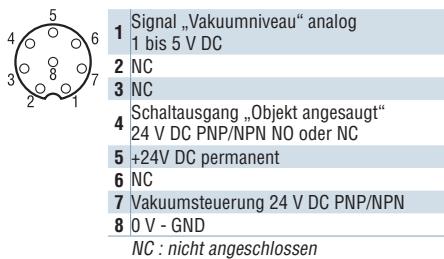 5
4
6
8
3
7
2
1
1 Signal „Vakuumniveau“ analog
1 bis 5 V DC
2 NC
3 NC
4 Schaltausgang „Objekt angesaugt“
24 V DC PNP/NPN NO oder NC
5 +24V DC permanent
6 NC
7 Vakuumsteuerung 24 V DC PNP/NPN
8 0 V - GND
NC : nicht angeschlossen